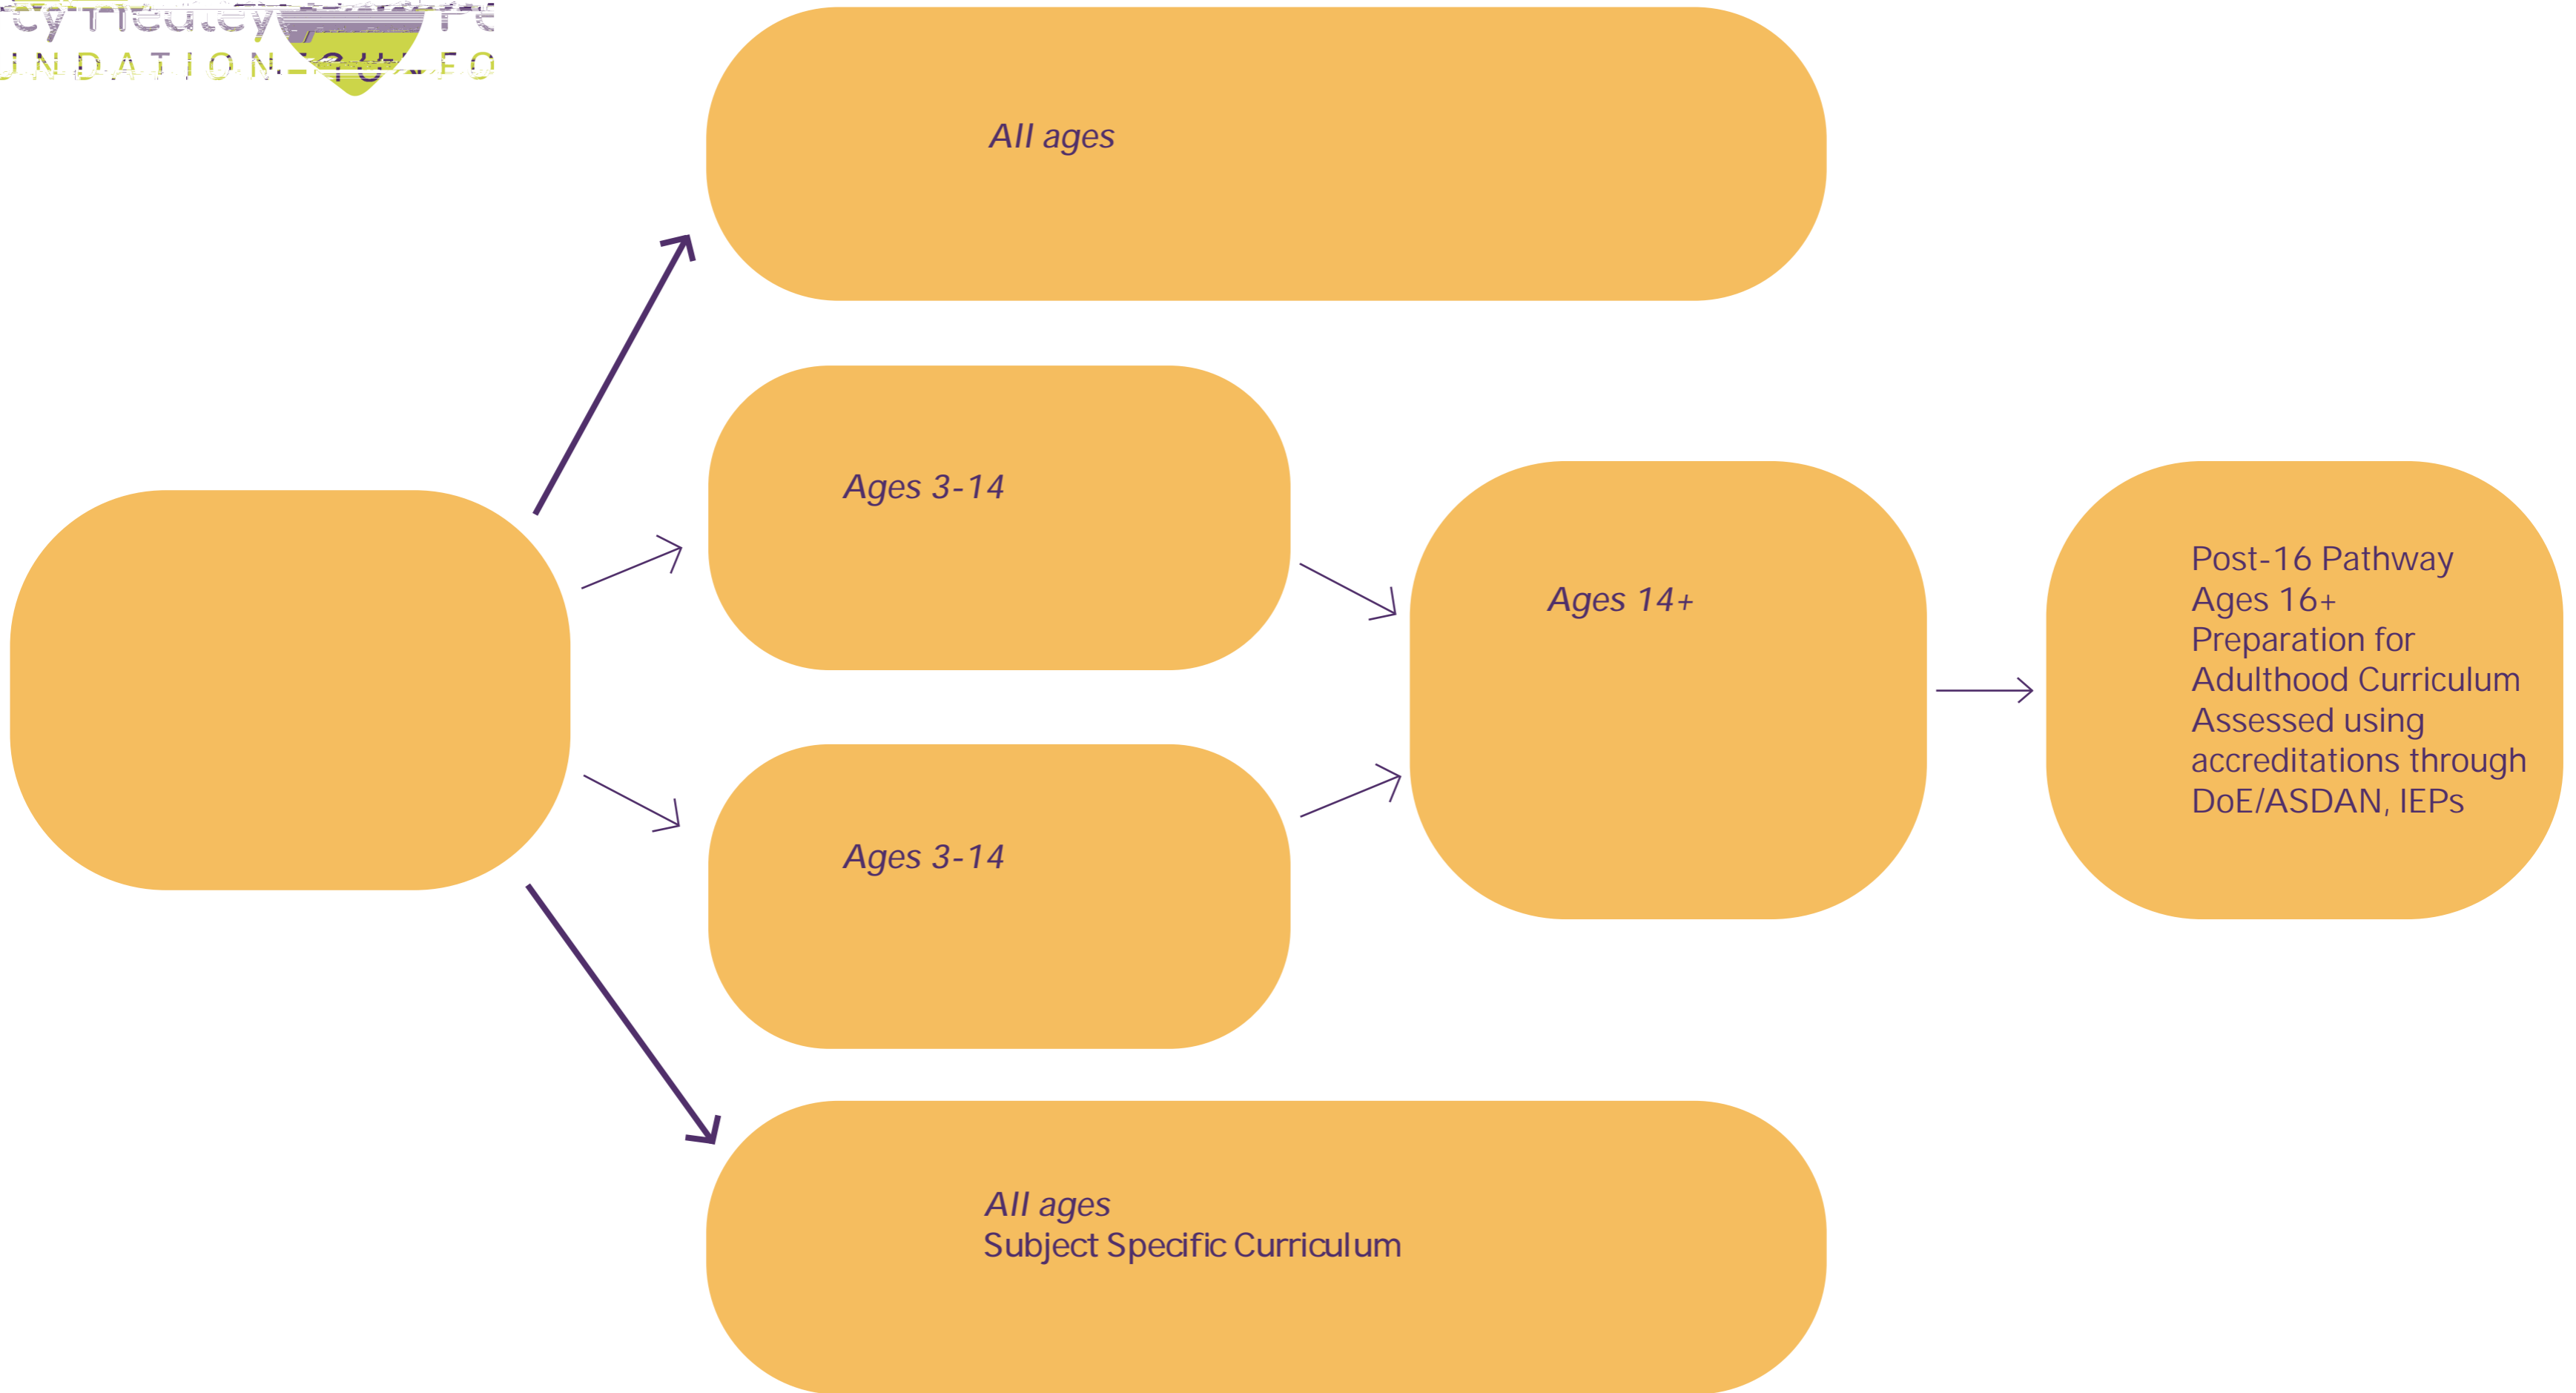 All ages
Ages 3-14
Ages 14+
Post-16 Pathway
Ages 16+
Preparation for
Adulthood Curriculum
Assessed using
accreditations through
DoE/ASDAN, IEPs
Ages 3-14
All ages
Subject Specific Curriculum